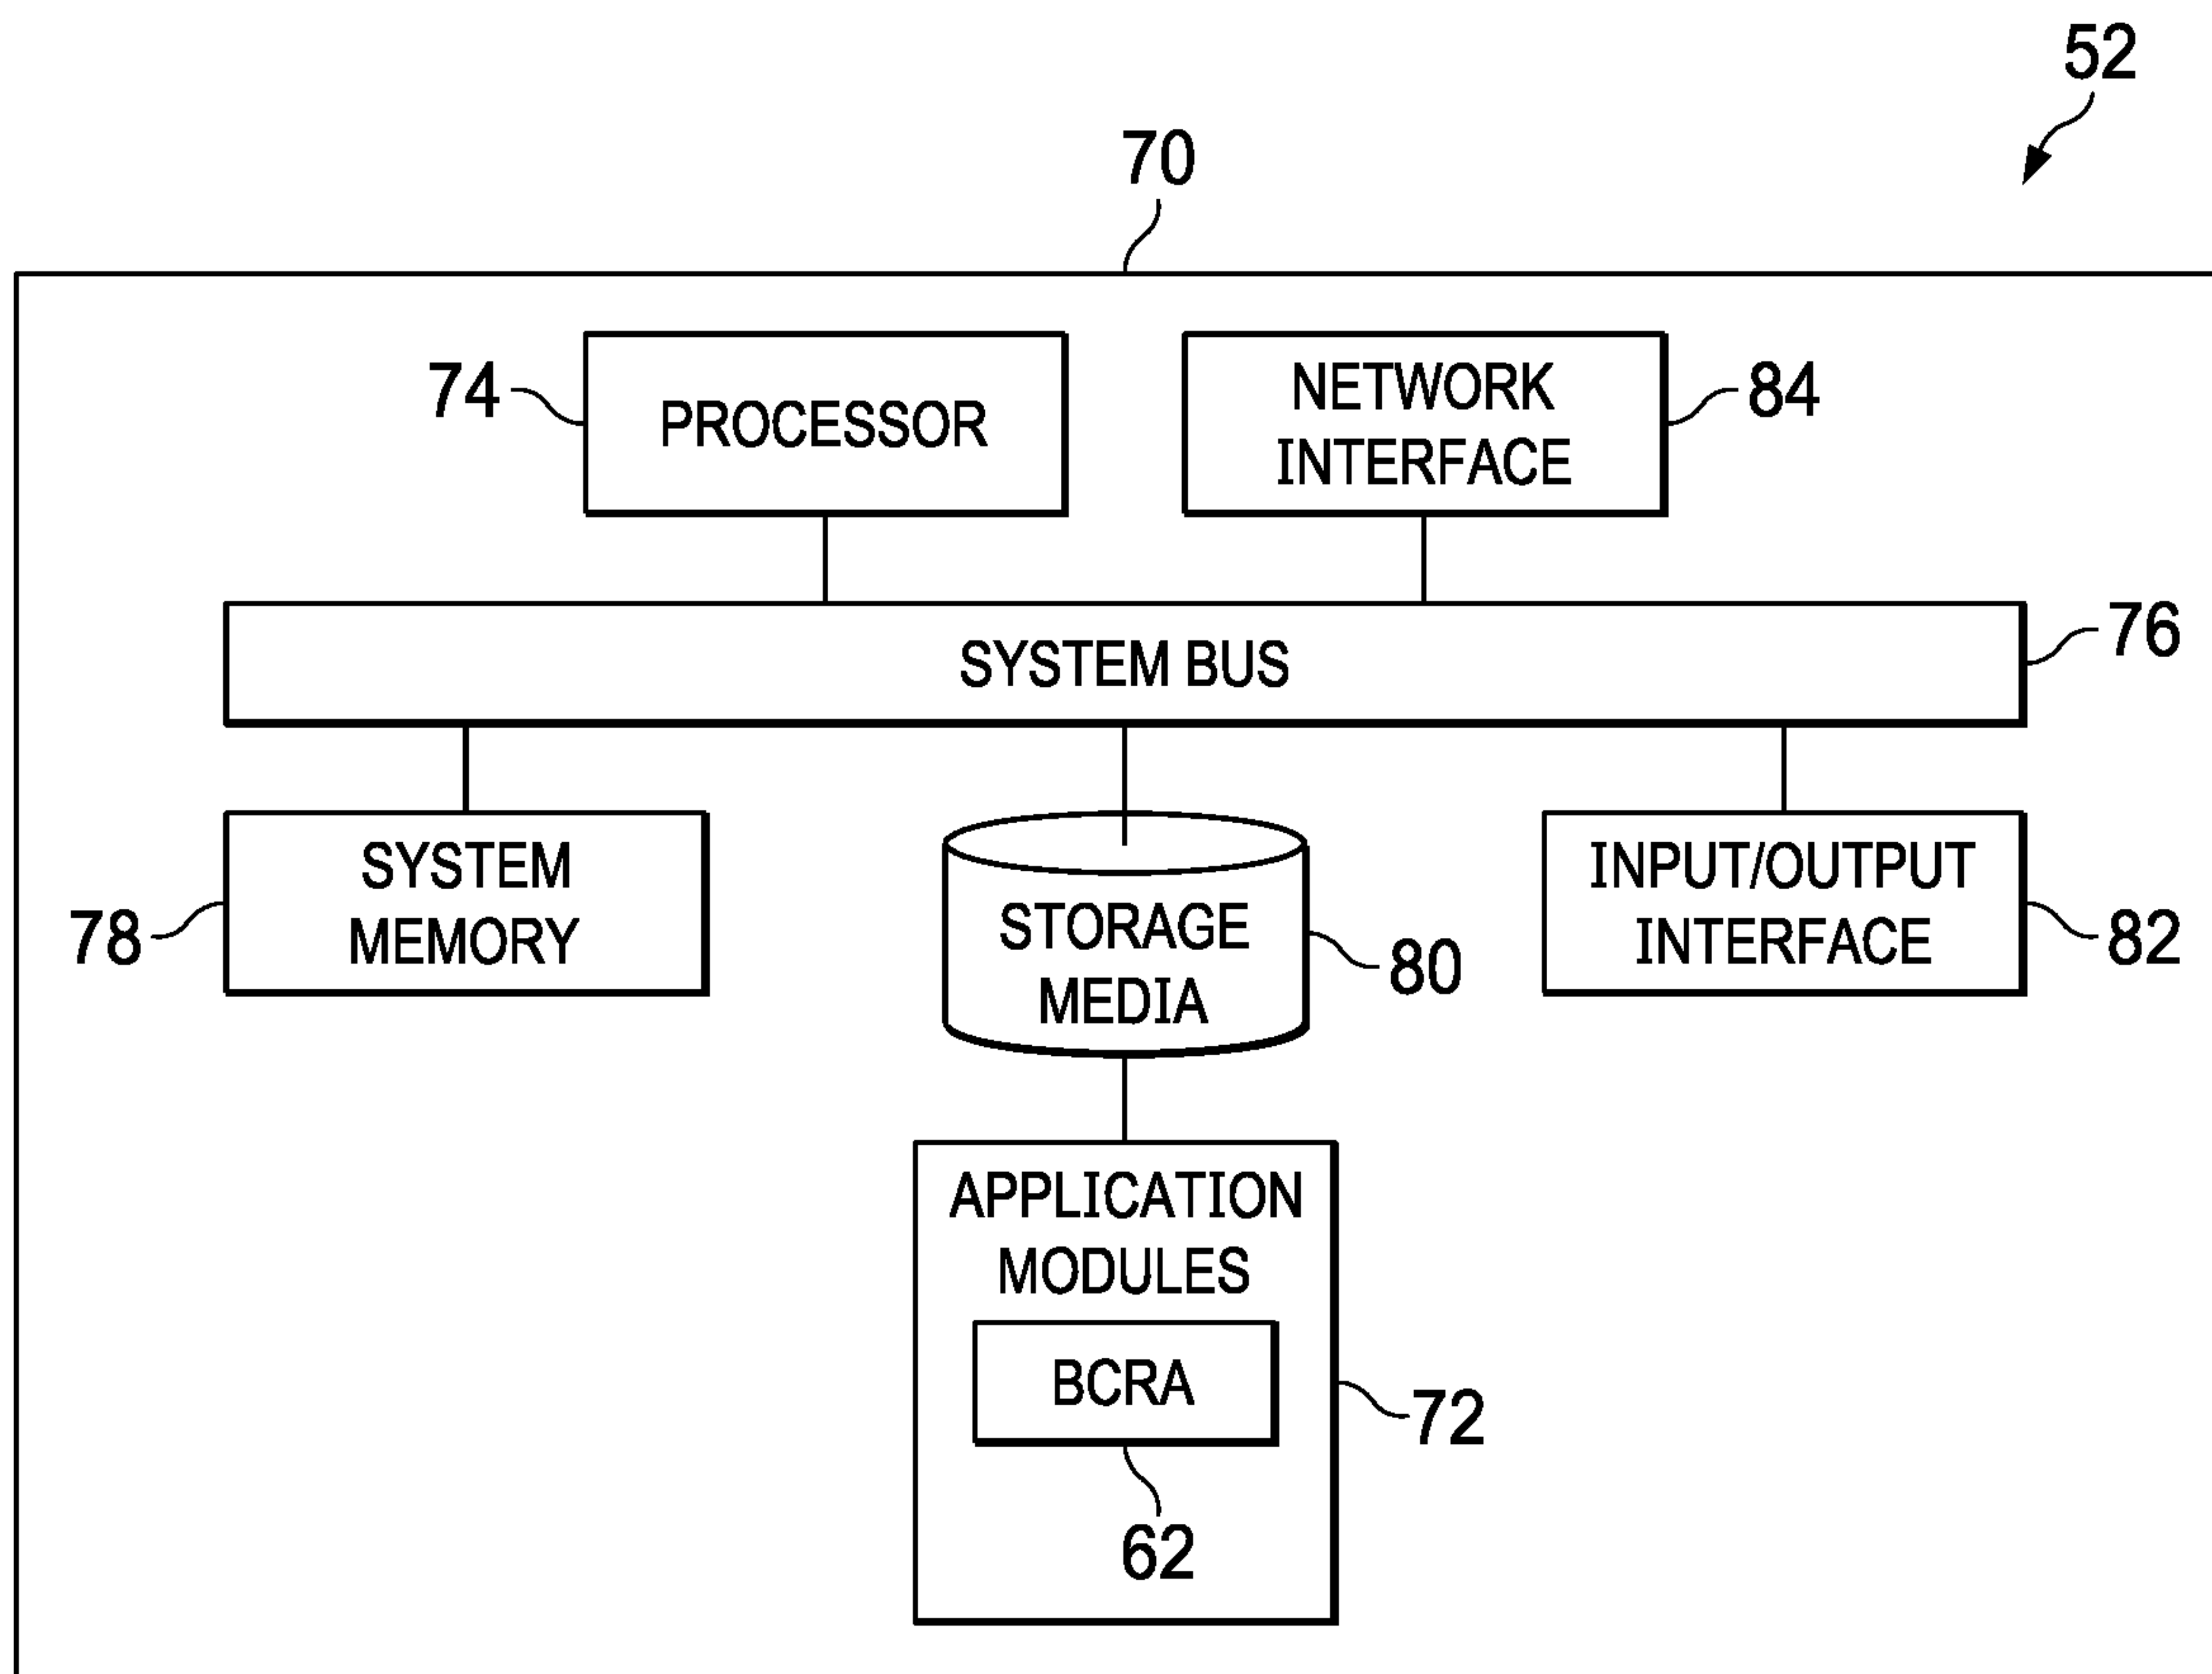 52
70
74
PROCESSOR
NETWORK
INTERFACE
84
SYSTEM BUS
76
SYSTEM
MEMORY
78
STORAGE
MEDIA
80
INPUT/OUTPUT
INTERFACE
82
APPLICATION
MODULES
BCRA
72
62